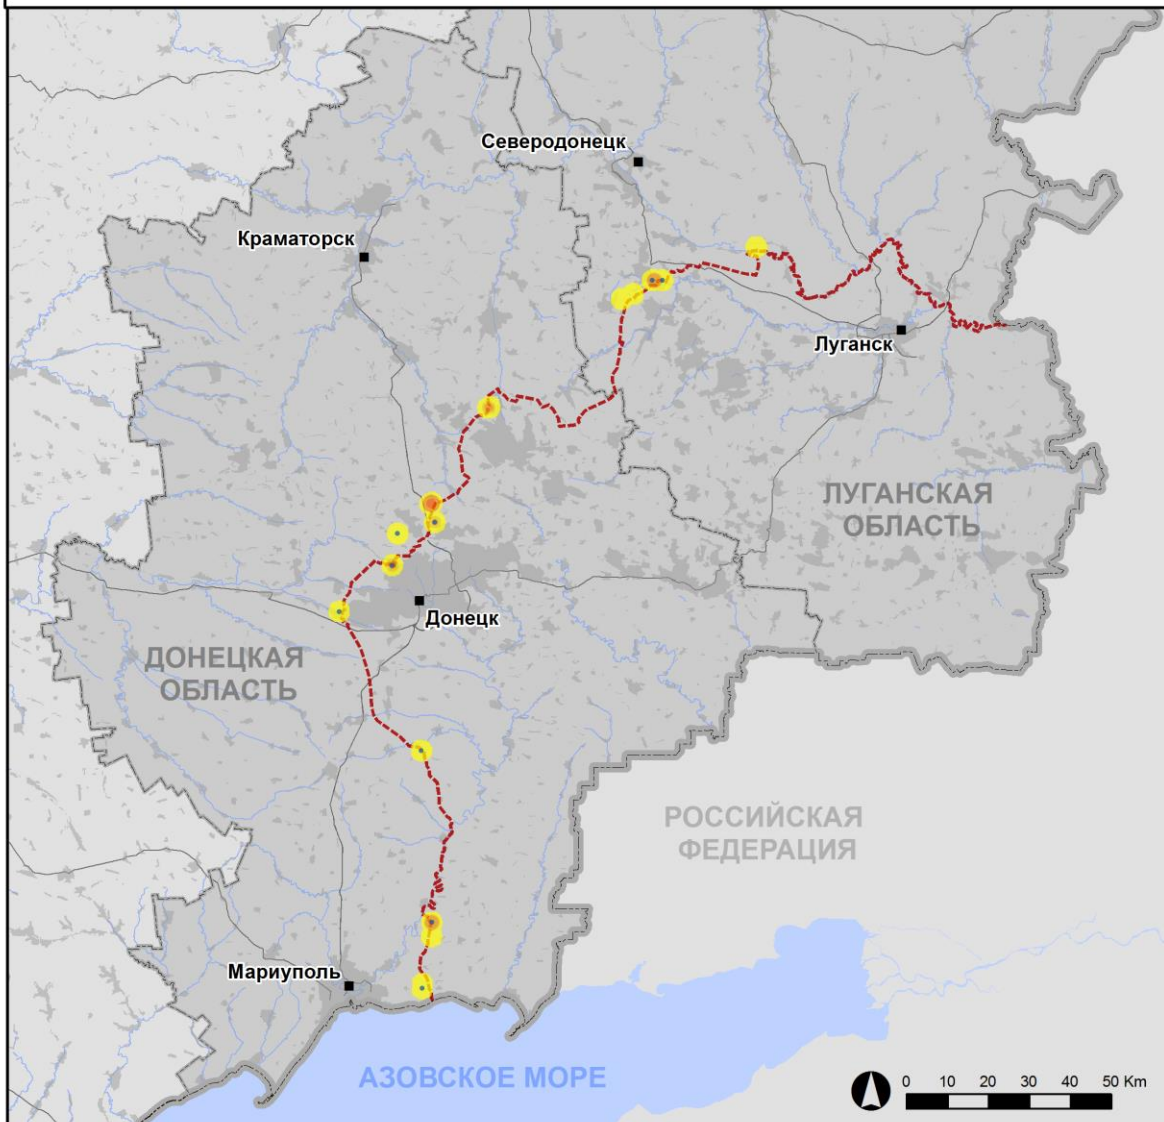 Северодонецк
Краматорск
Луганск
ЛУГАНСКАЯ
ОБЛАСТЬ
Донецк
ДОНЕЦКАЯ
ОБЛАСТЬ
РОССИЙСКАЯ
ФЕДЕРАЦИЯ
Мариуполь
АЗОВСКОЕ МОРЕ
0 10 20 30 40 50 Km